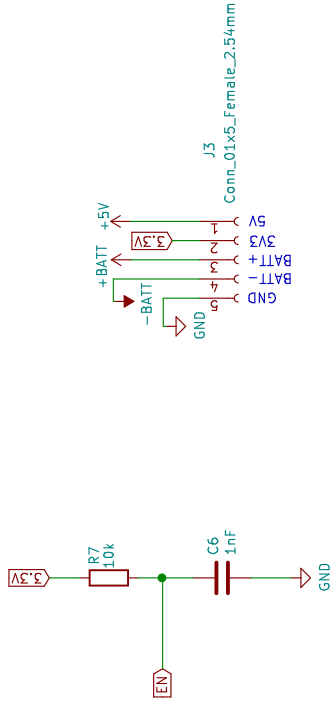 Conn_01x5_Female_2.54mm
J3
+5V
1
5V
3.3V
2
3V3
+BATT
3
BATT+
4
BATT-
-BATT
5
GND
GND
R7
10k
C6
1nF
3.3V
GND
EN